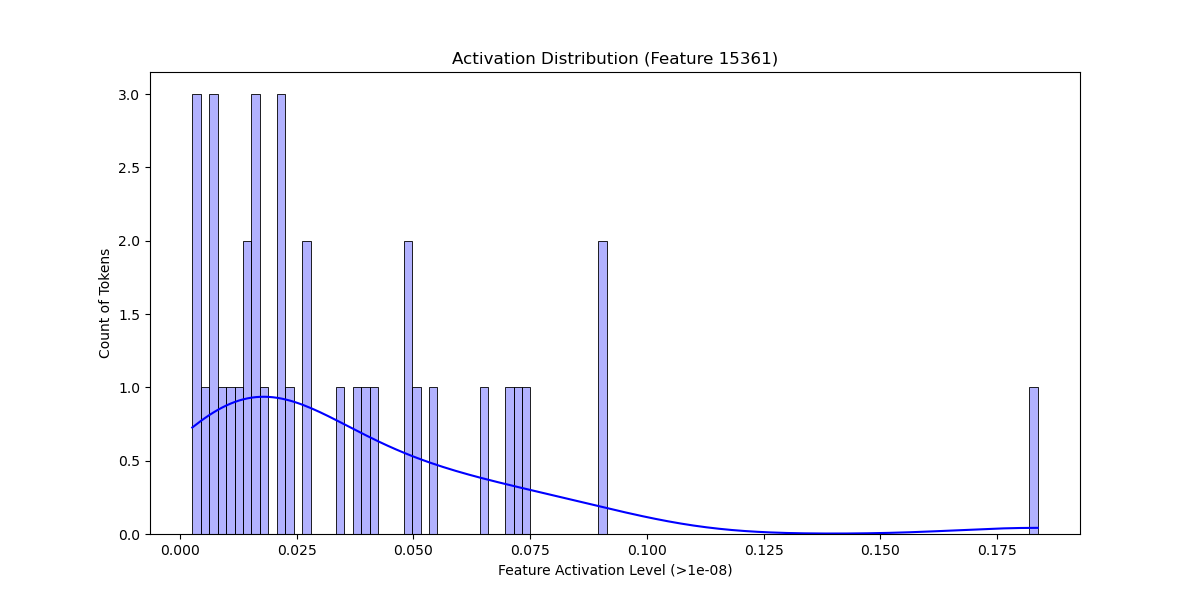 Activation Distribution (Feature 15361)
3.0
2.5
2.0
1.5
1.0
0.5
0.0
Count of Tokens
0.000 0.025 0.050 0.075 0.100 0.125 0.150 0.175
Feature Activation Level (>1e-08)